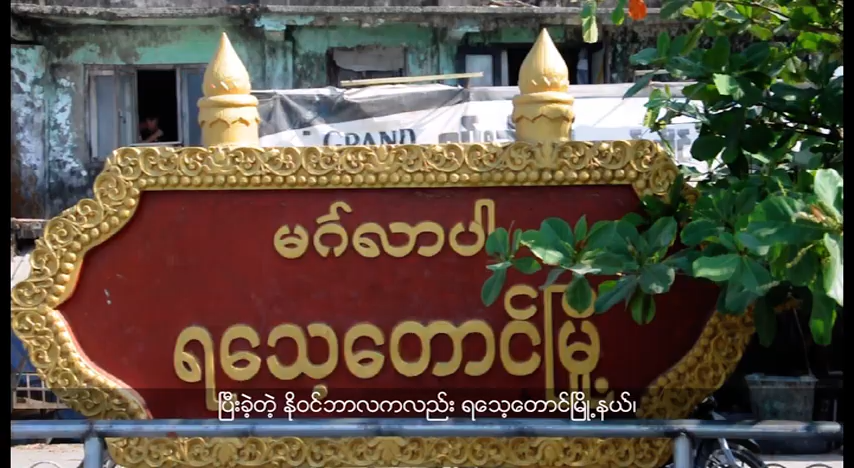 GRAND
မင်္ဂလာပါ
ရသေ့တောင်မြို့
ပြီးခဲ့တဲ့ နိုဝင်ဘာလကလည်း ရသေ့တောင်မြို့နယ်၊